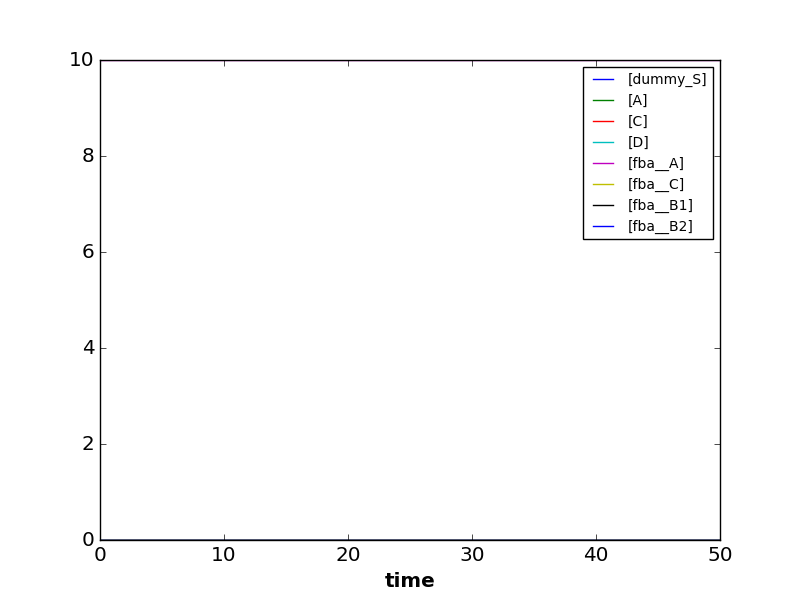 10
8
6
4
2
0
0 10 20 30 40 50
time
[dummy_S]
[A]
[C]
[D]
[fba__A]
[fba__C]
[fba__B1]
[fba__B2]